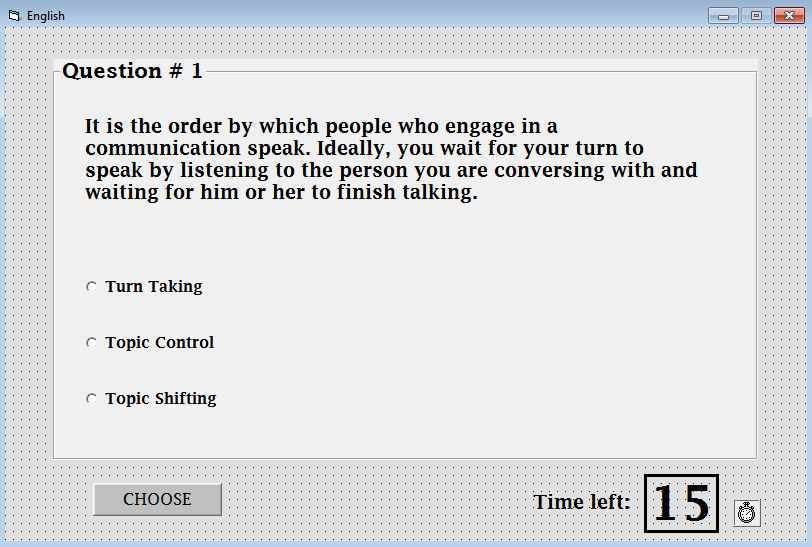 English
Question # 1
It is the order by which people who engage in a
communication speak. Ideally, you wait for your turn to
speak by listening to the person you are conversing with and
waiting for him or her to finish talking.
Turn Taking
Topic Control
Topic Shifting
CHOOSE
Time left: 15